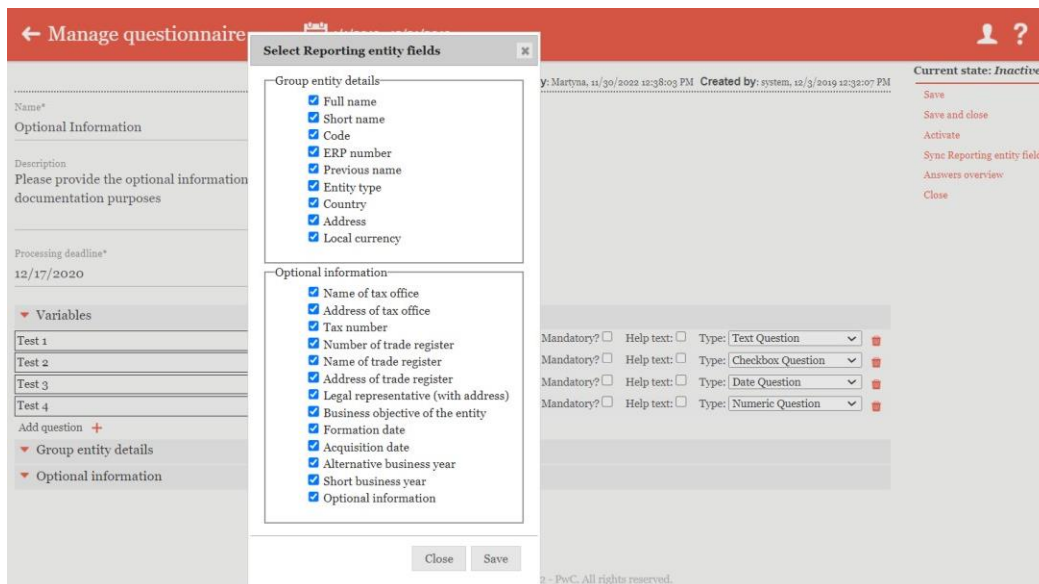 ← Manage questionnaire
Select Reporting entity fields
?
y: Martyna, 11/30/2022 12:38:03 PM Created by: system, 12/3/2019 12:32:07 PM
Current state: Inactive
Save
Save and close
Activate
Sync Reporting entity field
Answers overview
Close
Name*
Optional Information
Description
Please provide the optional information
documentation purposes
Processing deadline*
12/17/2020
Group entity details
Full name
Short name
Code
ERP number
Previous name
Entity type
Country
Address
Local currency
Optional information
Name of tax office
Address of tax office
Tax number
Number of trade register
Name of trade register
Address of trade register
Legal representative (with address)
Business objective of the entity
Formation date
Acquisition date
Alternative business year
Short business year
Optional information
Close Save
Variables
Test 1 Mandatory? Help text: Type: Text Question
Test 2 Mandatory? Help text: Type: Checkbox Question
Test 3 Mandatory? Help text: Type: Date Question
Test 4 Mandatory? Help text: Type: Numeric Question
Add question +
Group entity details
Optional information
2 - PwC. All rights reserved.